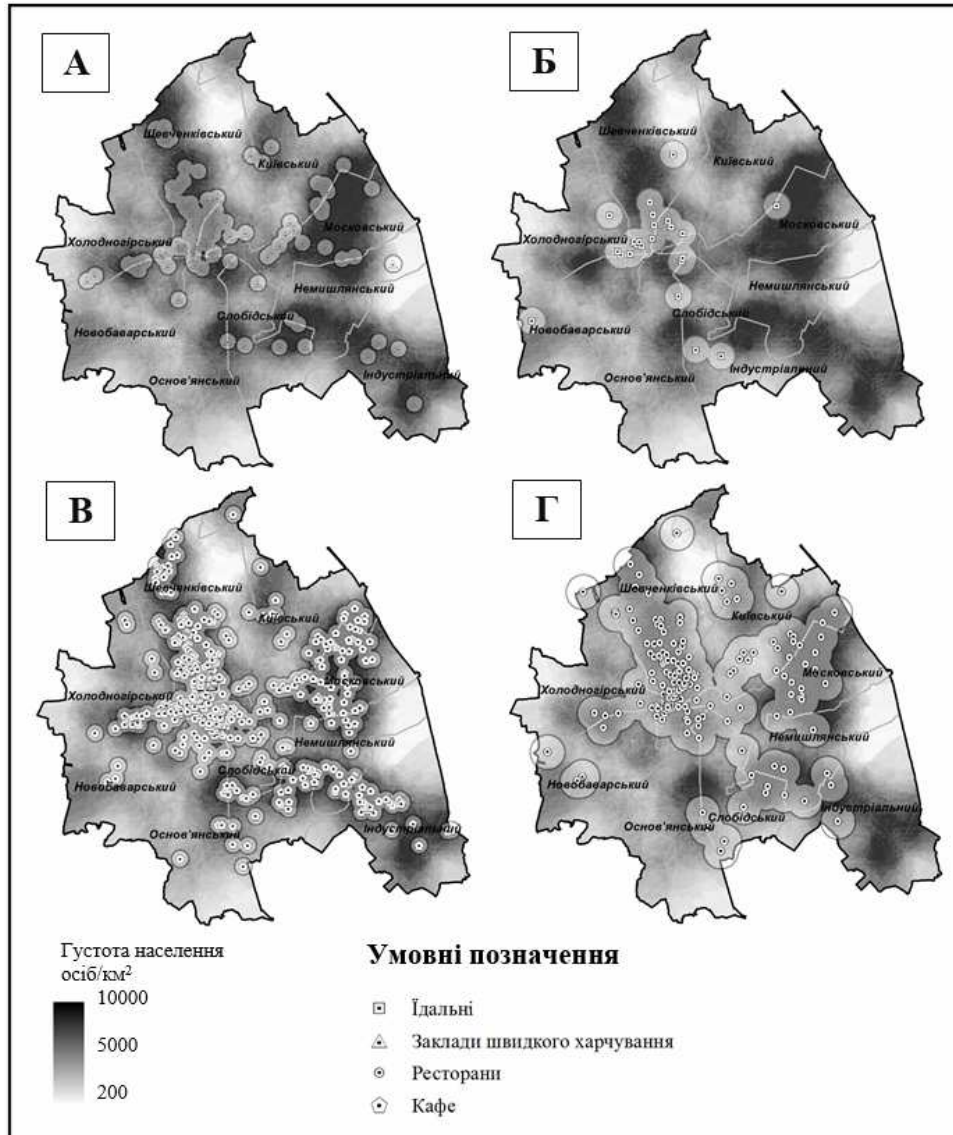 А
Шевченківський
Київський
Московський
Холодногірський
Немишлянський
Слобідський
Новобаварський
Основ'янський
Індустріальний
Б
Шевченківський
Київський
Московський
Холодногірський
Немишлянський
Слобідський
Новобаварський
Основ'янський
Індустріальний
В
Шевченківський
Київський
Московський
Холодногірський
Немишлянський
Слобідський
Новобаварський
Основ'янський
Індустріальний
Г
Шевченківський
Київський
Московський
Холодногірський
Немишлянський
Новобаварський
Індустріальний
Слобідський
Основ'янський
Густота населення
осіб/км²
10000
5000
200
Умовні позначення
Їдальні
Заклади швидкого харчування
Ресторани
Кафе